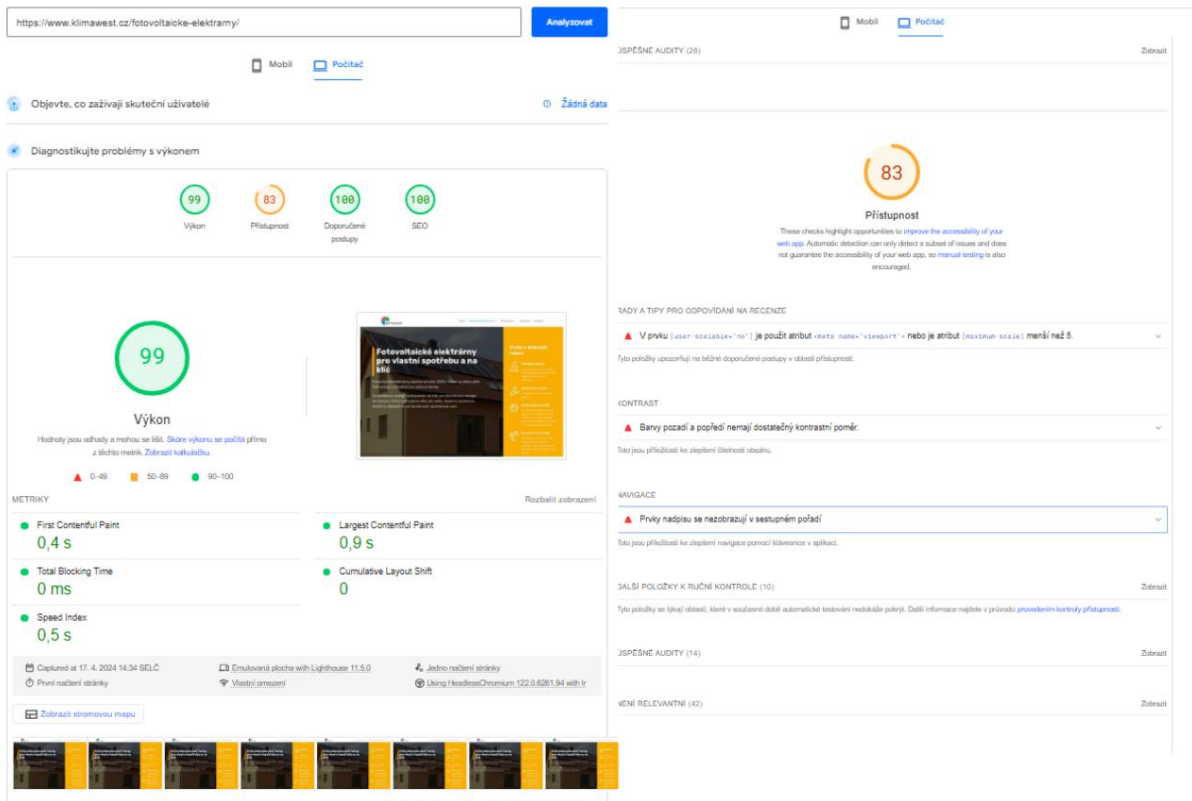 https://www.klimawest.cz/fotovoltaicke-elektrarny/
Analyzovat
Mobil
Počítač
Objevte, co zažívají skuteční uživatelé
Žádná data
Diagnostikujte problémy s výkonem
99
83
100
100
Výkon
Přístupnost
Doporučené
postupy
SEO
99
Výkon
Hodnoty jsou odhady a mohou se lišit. Skóre výkonu se počítá přímo
z těchto metrik. Zobrazit kalkulačku.
0–49
50–89
90–100
Fotovoltaické elektrárny
pro vlastní spotřebu a na
klíč
METRIKY
Rozbalit zobrazení
First Contentful Paint
0,4 s
Largest Contentful Paint
0,9 s
Total Blocking Time
0 ms
Cumulative Layout Shift
0
Speed Index
0,5 s
Captured at 17. 4. 2024 14:34 SELČ
Emulovaná plocha with Lighthouse 11.5.0
Jedno načtení stránky
První načtení stránky
Vlastní omezení
Using HeadlessChromium 122.0.6261.94 with lr
Zobrazit stromovou mapu
Mobil
Počítač
ÚSPĚŠNÉ AUDITY (28)
Zobrazit
83
Přístupnost
These checks highlight opportunities to improve the accessibility of your
web app. Automatic detection can only detect a subset of issues and does
not guarantee the accessibility of your web app, so manual testing is also
encouraged.
RADY A TIPY PRO ODPOVÍDÁNÍ NA RECENZE
V prvku [user-scalable="no"] je použit atribut <meta name="viewport"> nebo je atribut [maximum-scale] menší než 5.
Tyto položky upozorňují na běžné doporučené postupy v oblasti přístupnosti.
KONTRAST
Barvy pozadí a popředí nemají dostatečný kontrastní poměr.
Toto jsou příležitosti ke zlepšení čitelnosti obsahu.
NAVIGACE
Prvky nadpisu se nezobrazují v sestupném pořadí
Toto jsou příležitosti ke zlepšení navigace pomocí klávesnice v aplikaci.
DALŠÍ POLOŽKY K RUČNÍ KONTROLE (10)
Zobrazit
Tyto položky se týkají oblastí, které v současné době automatické testování nedokáže pokrýt. Další informace najdete v průvodci provedením kontroly přístupnosti.
ÚSPĚŠNÉ AUDITY (14)
Zobrazit
NENÍ RELEVANTNÍ (42)
Zobrazit